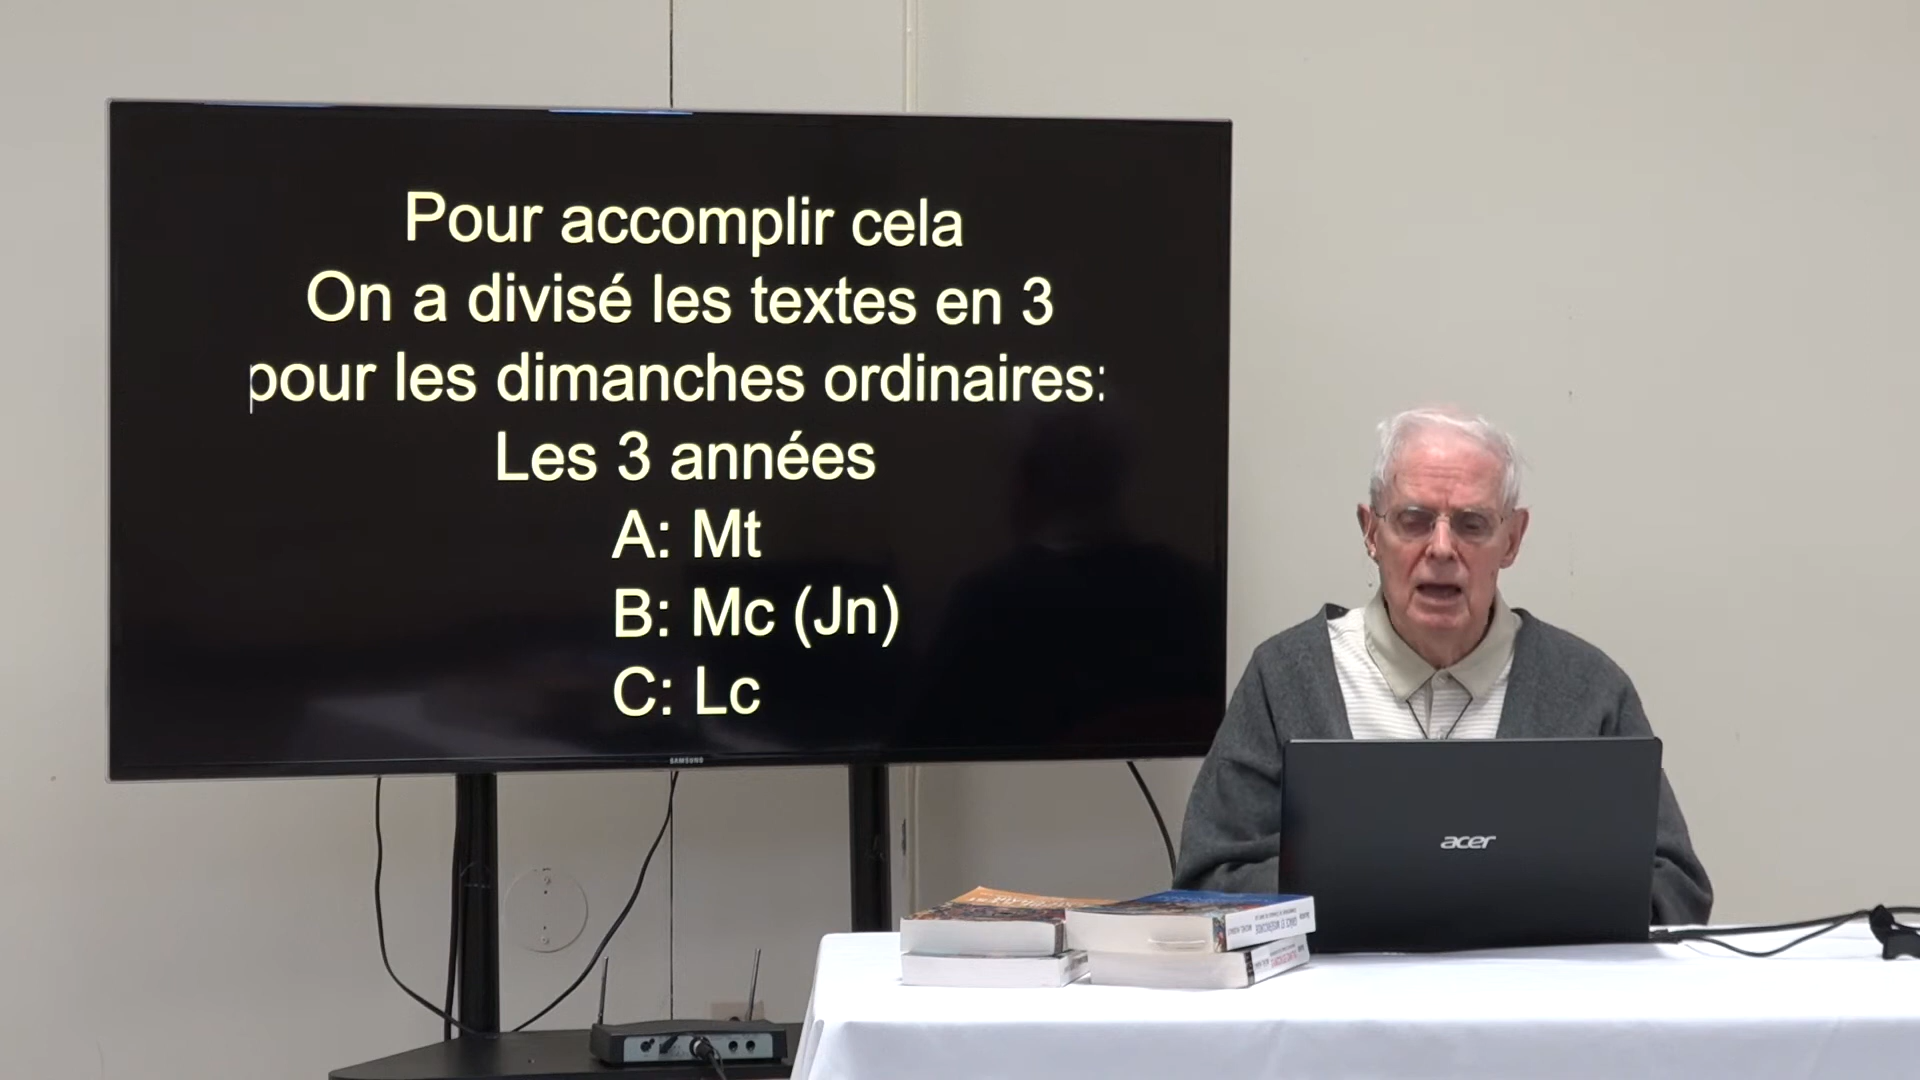 Pour accomplir cela
On a divisé les textes en 3
pour les dimanches ordinaires:
Les 3 années
A: Mt
B: Mc (Jn)
C: Lc
SAMSUNG
acer